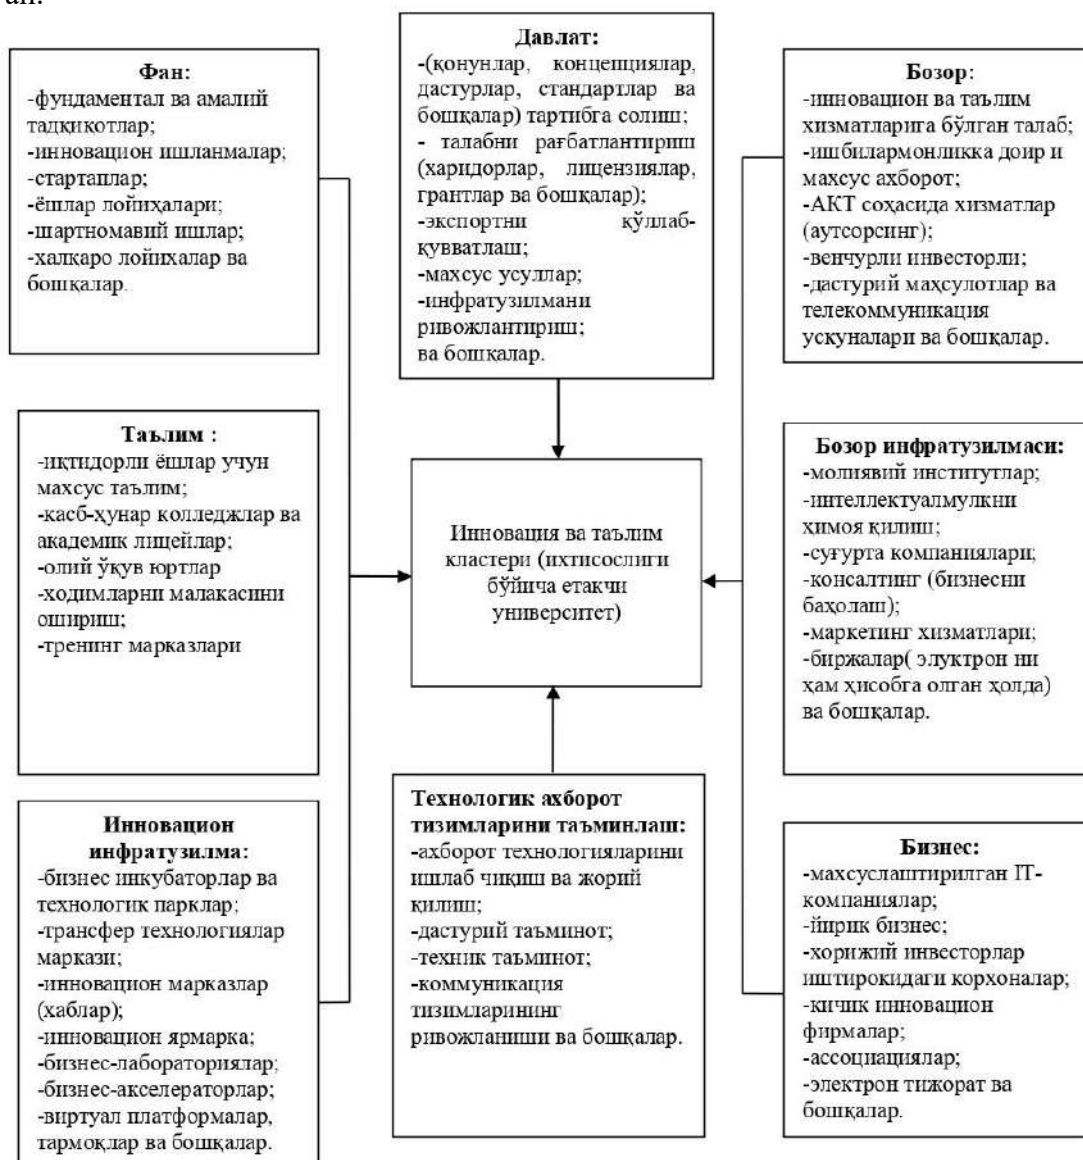 ан.
Фан:
-фундаментал ва амалий
тадқиқотлар;
-инновацион ишланмалар;
-стартаплар;
-ёшлар лойиҳалари;
-шартномавий ишлар;
-халқаро лойихалар ва
бошқалар.
Давлат:
-(қонунлар, концепциялар,
дастурлар, стандартлар ва
бошқалар) тартибга солиш;
- талабни рағбатлантириш
(харидорлар, лицензиялар,
грантлар ва бошқалар);
-экспортни қўллаб-
қувватлаш;
-махсус усуллар;
-инфратузилмани
ривожлантириш;
ва бошқалар.
Бозор:
-инновацион ва таълим
хизматларига бўлган талаб;
-ишбилармонликка доир и
махсус ахборот;
-АКТ соҳасида хизматлар
(аутсорсинг);
-венчурли инвесторли;
-дастурий маҳсулотлар ва
телекоммуникация
ускуналари ва бошқалар.
Таълим :
-иқтидорли ёшлар учун
махсус таълим;
-касб-ҳунар колледжлар ва
академик лицейлар;
-олий ўқув юртлар
-ходимларни малакасини
ошириш;
-тренинг марказлари
Инновация ва таълим
кластери (ихтисослиги
бўйича етакчи
университет)
Бозор инфратузилмаси:
-молиявий институтлар;
-интеллектуалмулкни
ҳимоя қилиш;
-суғурта компаниялари;
-консалтинг (бизнесни
баҳолаш);
-маркетинг хизматлари;
-биржалар( элуктрон ни
ҳам ҳисобга олган ҳолда)
ва бошқалар.
Инновацион
инфратузилма:
-бизнес инкубаторлар ва
технологик парклар;
-трансфер технологиялар
маркази;
-инновацион марказлар
(хаблар);
-инновацион ярмарка;
-бизнес-лабораториялар;
-бизнес-акселераторлар;
-виртуал платформалар,
тармоқлар ва бошқалар.
Технологик ахборот
тизимларини таъминлаш:
-ахборот технологияларини
ишлаб чиқиш ва жорий
қилиш;
-дастурий таъминот;
-техник таъминот;
-коммуникация
тизимларининг
ривожланиши ва бошқалар.
Бизнес:
-махсуслаштирилган IT-
компаниялар;
-йирик бизнес;
-хорижий инвесторлар
иштирокидаги корхоналар;
-кичик инновацион
фирмалар;
-ассоциациялар;
-электрон тижорат ва
бошқалар.